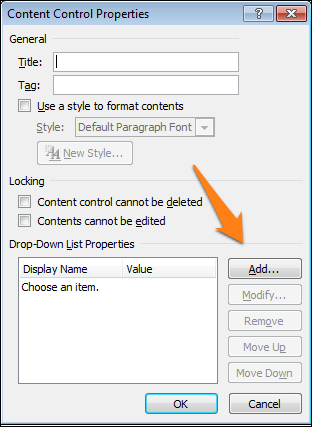 Content Control Properties
General
Title:
Tag:
Use a style to format contents
Style: Default Paragraph Font
New Style...
Locking
Content control cannot be deleted
Contents cannot be edited
Drop-Down List Properties
Display Name Value
Choose an item.
Add...
Modify...
Remove
Move Up
Move Down
OK Cancel